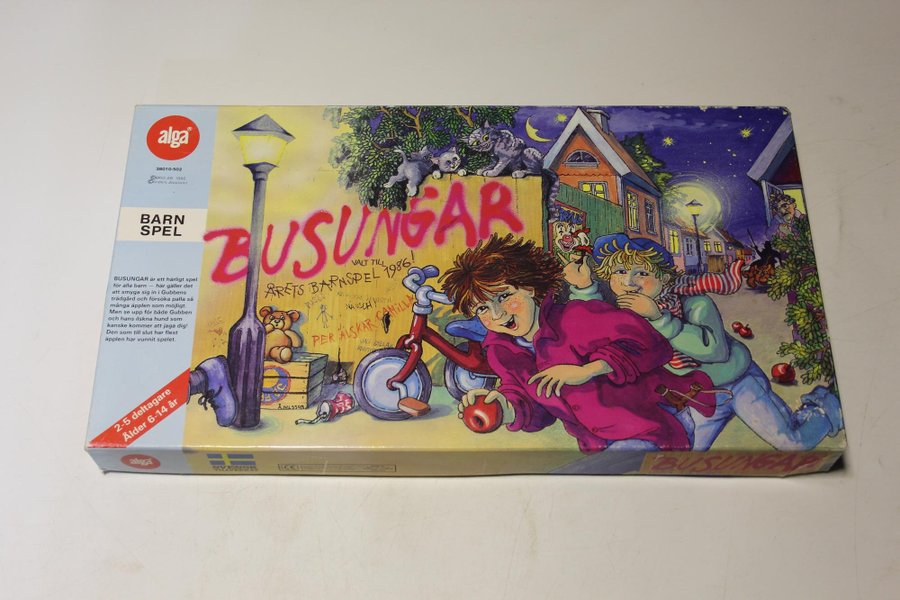 alga®
38010-502
BARN
SPEL
BUSUNGAR är ett härligt spel
för alla barn – här gäller det
att smyga sig in i Gubbens
trädgård och försöka palla så
många äpplen som möjligt.
Men se upp för både Gubben
och hans ilskna hund som
kanske kommer att jaga dig!
Den som till slut har flest
äpplen har vunnit spelet.
2-5 deltagare
Ålder 6-14 år
BUSUNGAR
VALT TILL
ÅRETS BARNSPEL 1986!
PER ÄLSKAR CAMILLA
alga
BUSUNGAR